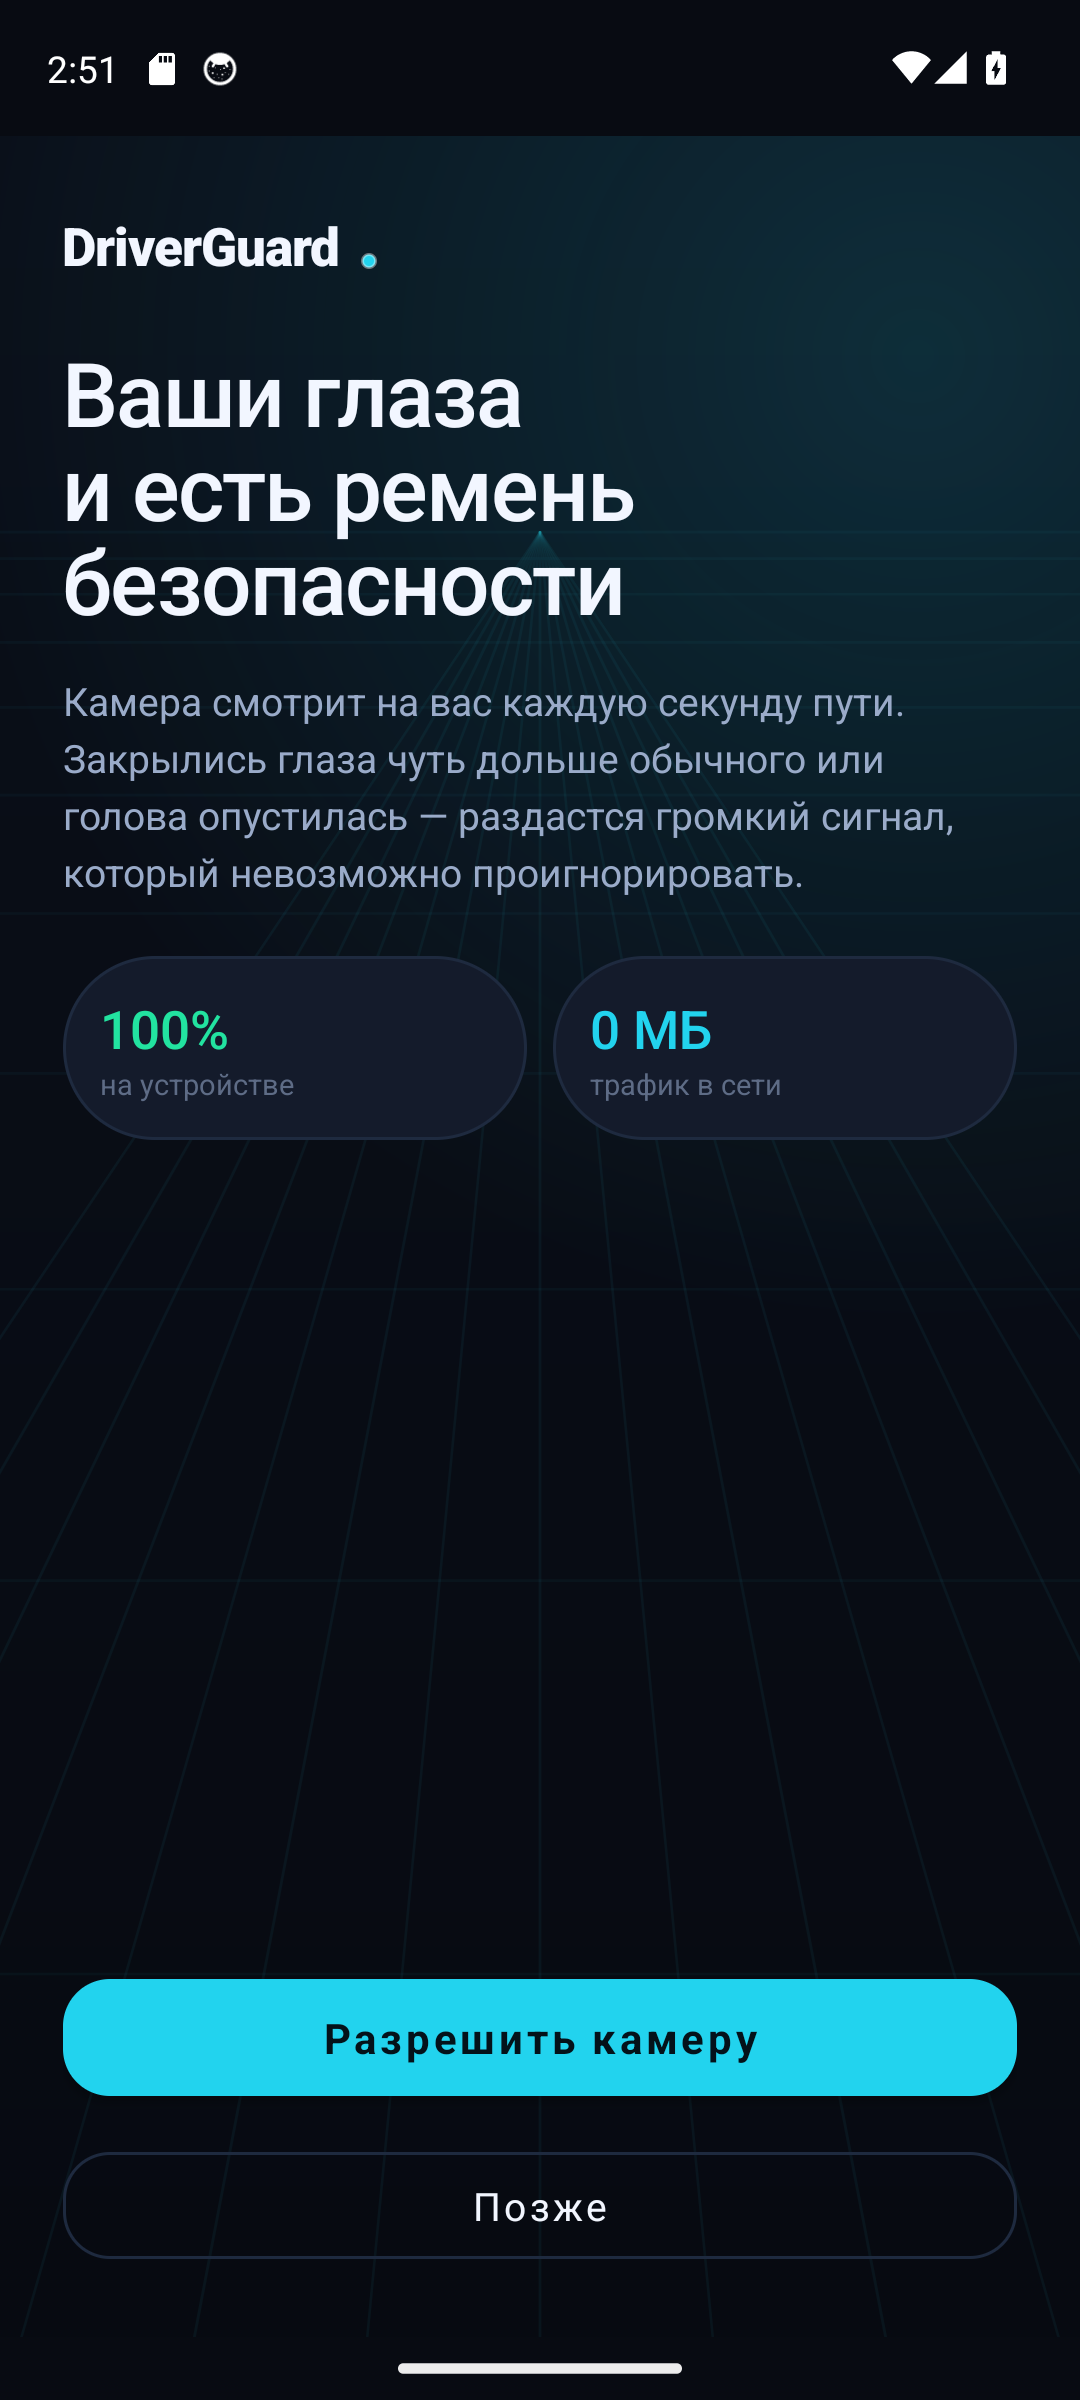 2:51
DriverGuard
Ваши глаза
и есть ремень
безопасности
Камера смотрит на вас каждую секунду пути.
Закрылись глаза чуть дольше обычного или
голова опустилась — раздастся громкий сигнал,
который невозможно проигнорировать.
100%
на устройстве
0 МБ
трафик в сети
Разрешить камеру
Позже